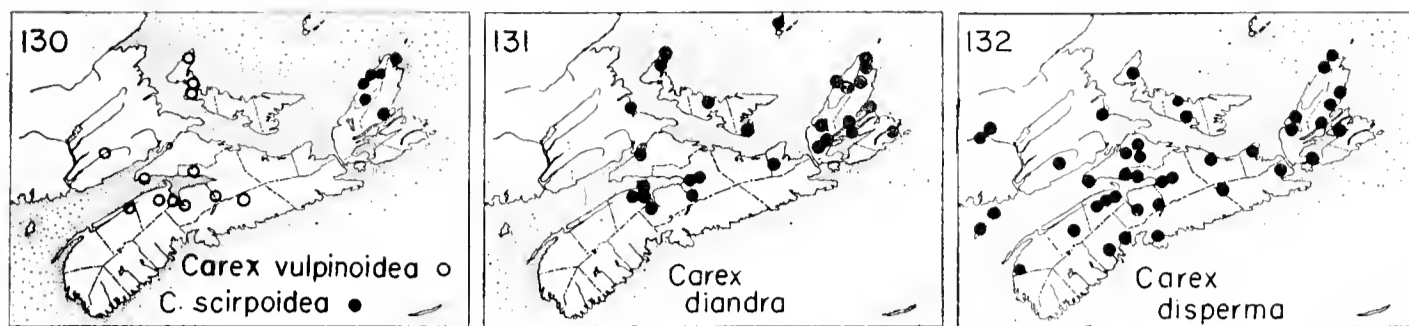 130
Carex vulpinoidea
C. scirpoidea
131
Carex
diandra
132
Carex
disperma